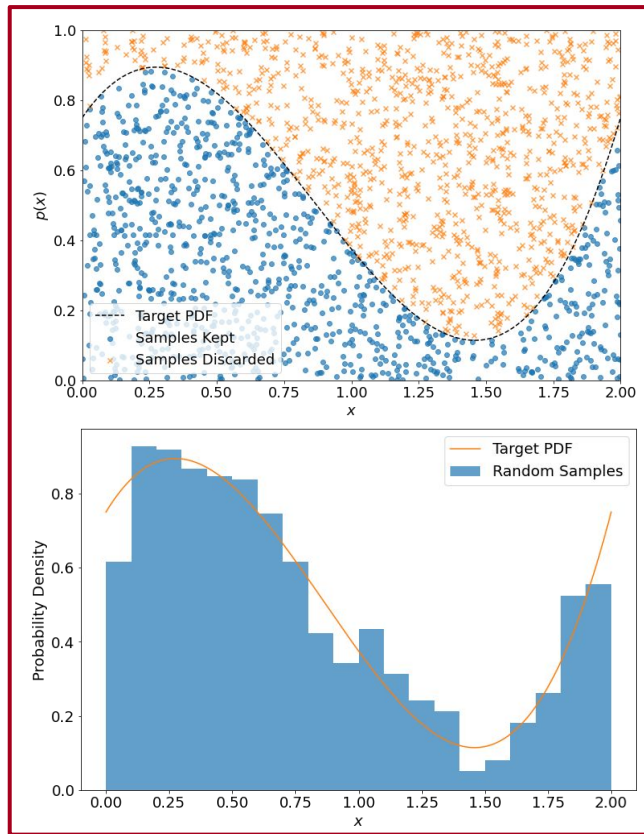 1.0
0.8
0.6
0.4
0.2
0.0
p(x)
Target PDF
Samples Kept
Samples Discarded
0.00 0.25 0.50 0.75 1.00 1.25 1.50 1.75 2.00
x
0.8
0.6
0.4
0.2
0.0
Probability Density
Target PDF
Random Samples
0.00 0.25 0.50 0.75 1.00 1.25 1.50 1.75 2.00
x